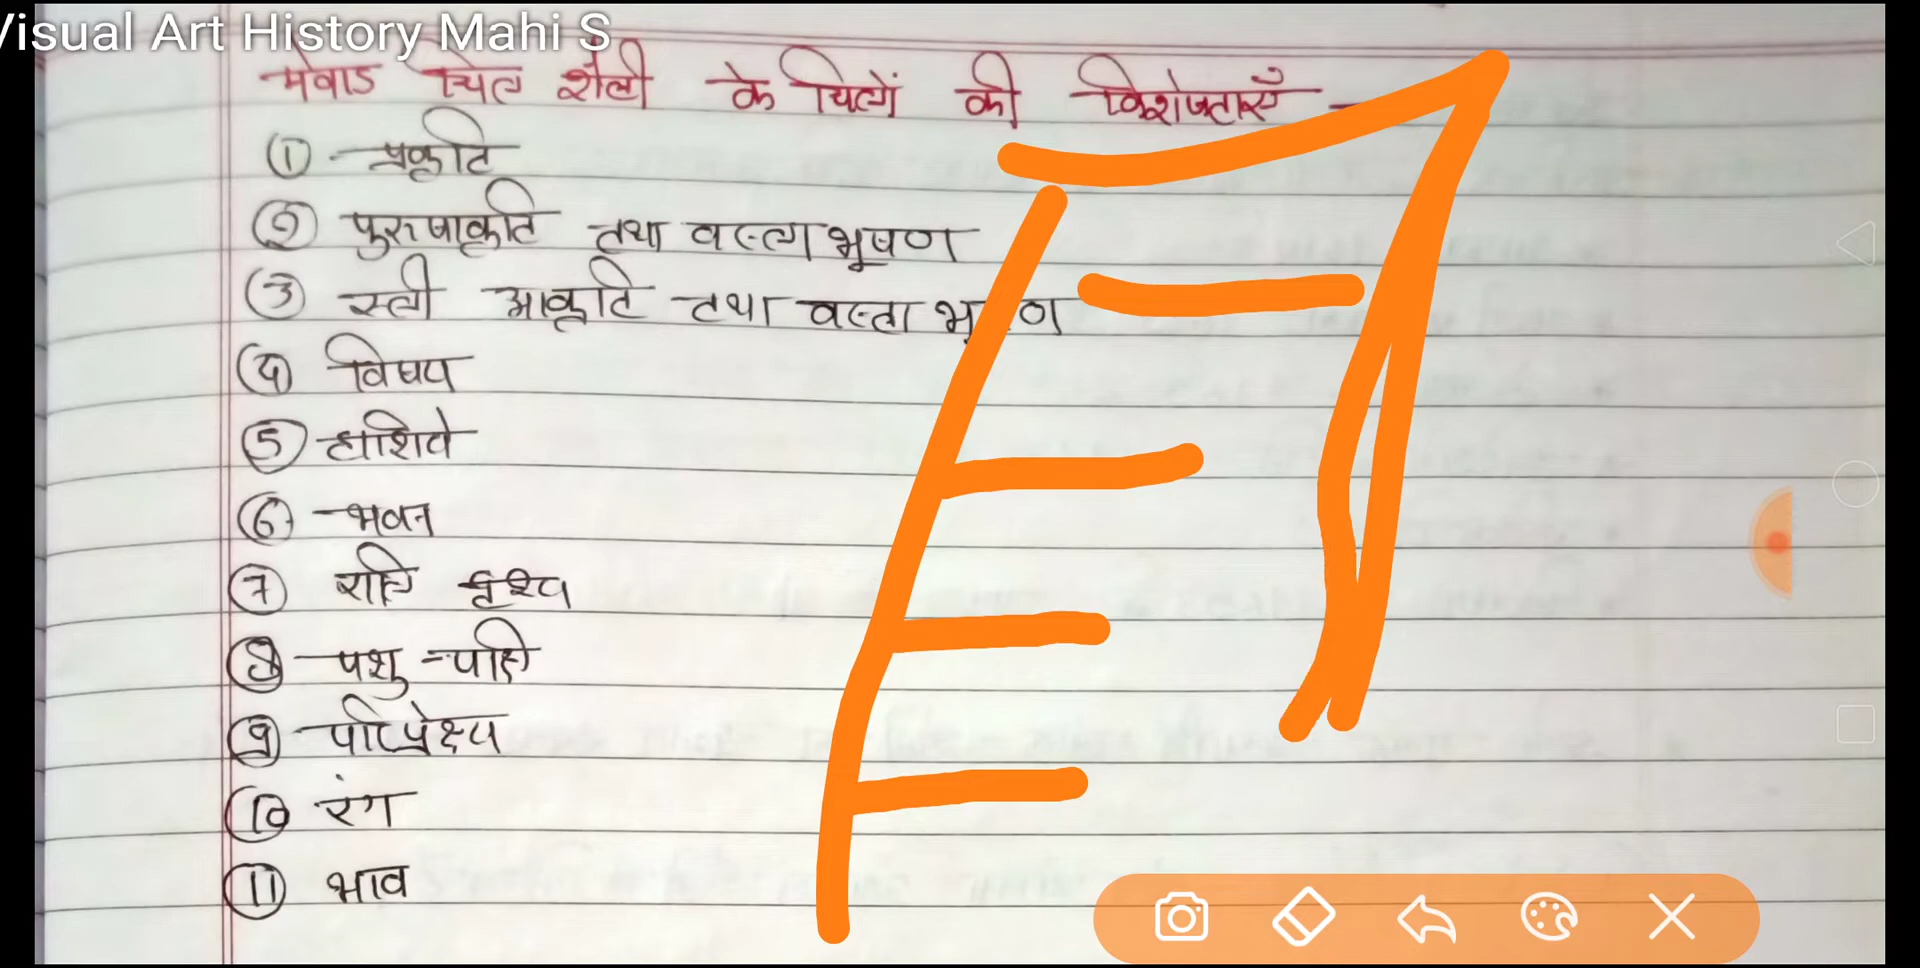 Visual Art History Mahi S
मेवाड चित्र शैली के चित्रों की विशेषताएँ -
① प्रकृति
② पुरुषाकृति तथा वस्त्राभूषण
③ स्त्री आकृति तथा वस्त्रा भूषण
④ विषय
⑤ हाशिये
⑥ भवन
⑦ रात्रि दृश्य
⑧ पशु-पक्षि
⑨ परिप्रेक्ष्य
⑩ रंग
⑪ भाव